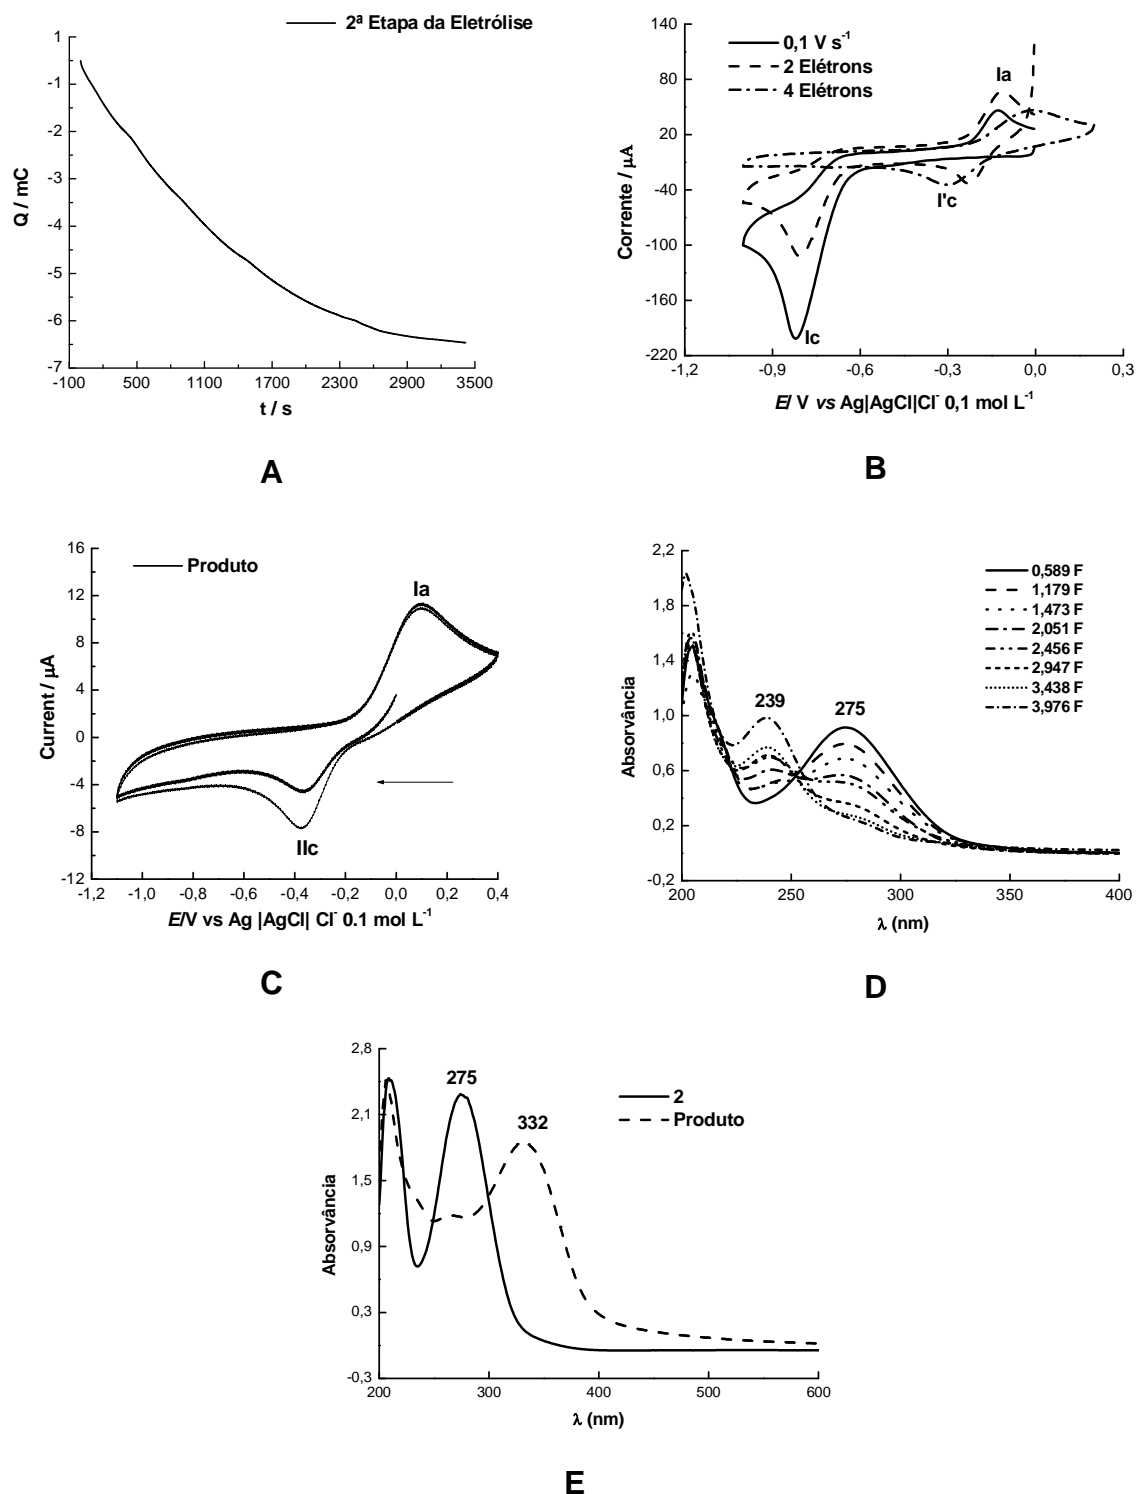 2ª Etapa da Eletrólise
1
-1
-2
-4
-5
-6
-7
Q / mC
-100
500
1100
1700
2300
2900
3500
t / s
A
140
80
20
-40
-100
-160
-220
Corrente / µA
0,1 V s⁻¹
2 Elétrons
4 Elétrons
Ia
I'c
Ic
-1,2
-0,9
-0,6
-0,3
0,0
0,3
E/ V vs Ag|AgCl|Cl⁻ 0,1 mol L⁻¹
B
16
12
8
4
0
-4
-8
-12
Current / µA
Produto
Ia
IIc
-1,2
-1,0
-0,8
-0,6
-0,4
-0,2
0,0
0,2
0,4
E/V vs Ag |AgCl| Cl⁻ 0.1 mol L⁻¹
C
2,2
1,8
1,4
1,0
0,6
0,2
-0,2
Absorvância
239
275
0,589 F
1,179 F
1,473 F
2,051 F
2,456 F
2,947 F
3,438 F
3,976 F
200
250
300
350
400
λ (nm)
D
2,8
2,1
1,5
0,9
0,3
-0,3
Absorvância
275
332
2
Produto
200
300
400
500
600
λ (nm)
E